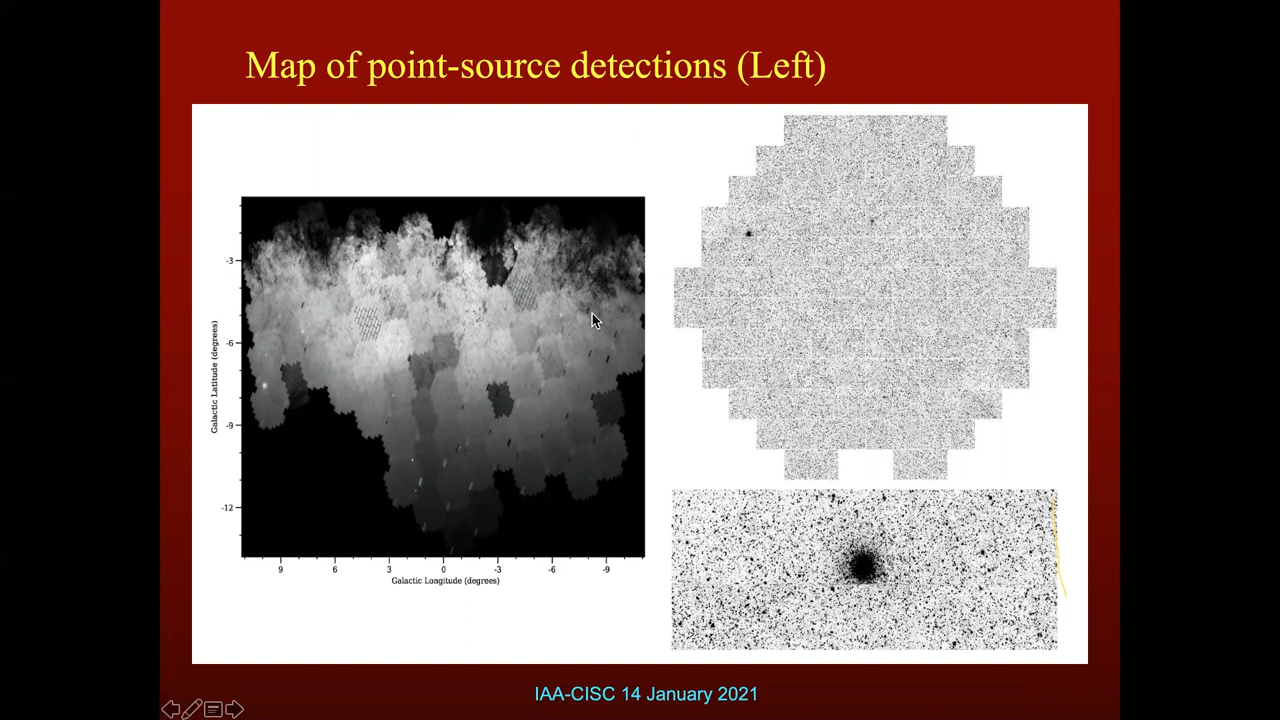 Map of point-source detections (Left)
-3
-6
-9
-12
Galactic Latitude (degrees)
9 6 3 0 -3 -6 -9
Galactic Longitude (degrees)
IAA-CISC 14 January 2021